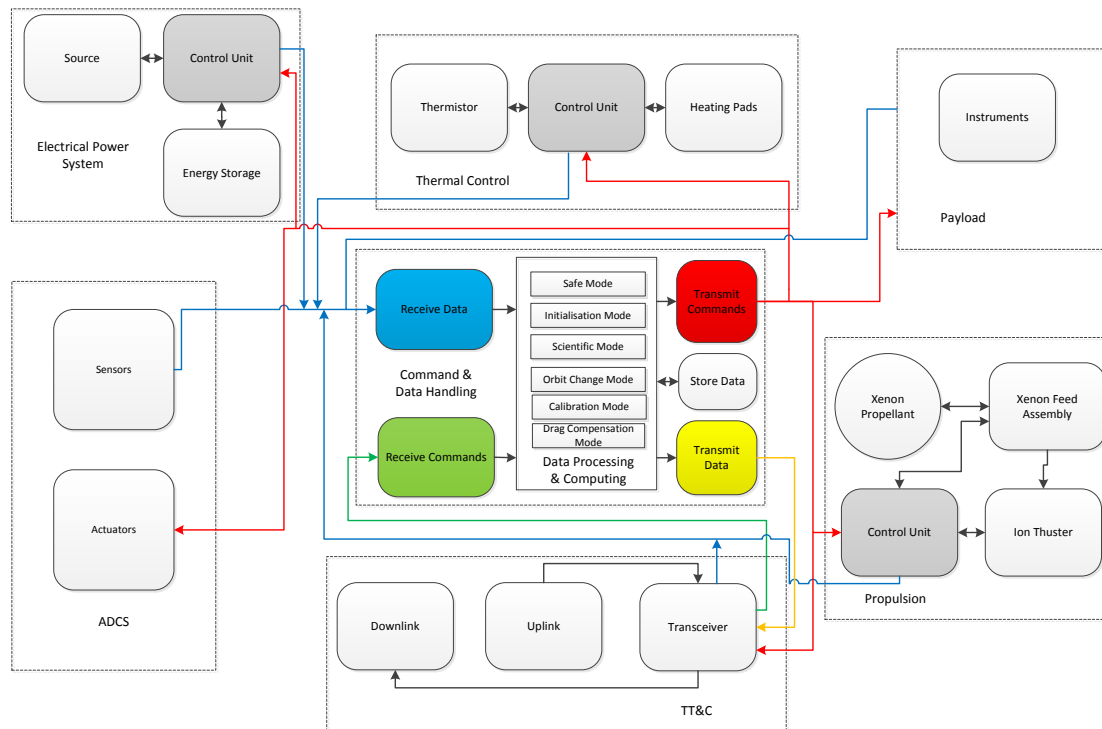 Source
Control Unit
Electrical Power
System
Energy Storage
Thermistor
Control Unit
Heating Pads
Thermal Control
Instruments
Payload
Sensors
Actuators
ADCS
Receive Data
Command &
Data Handling
Receive Commands
Safe Mode
Initialisation Mode
Scientific Mode
Orbit Change Mode
Calibration Mode
Drag Compensation
Mode
Data Processing
& Computing
Transmit
Commands
Store Data
Transmit
Data
Xenon
Propellant
Xenon Feed
Assembly
Control Unit
Ion Thuster
Propulsion
Downlink
Uplink
Transceiver
TT&C